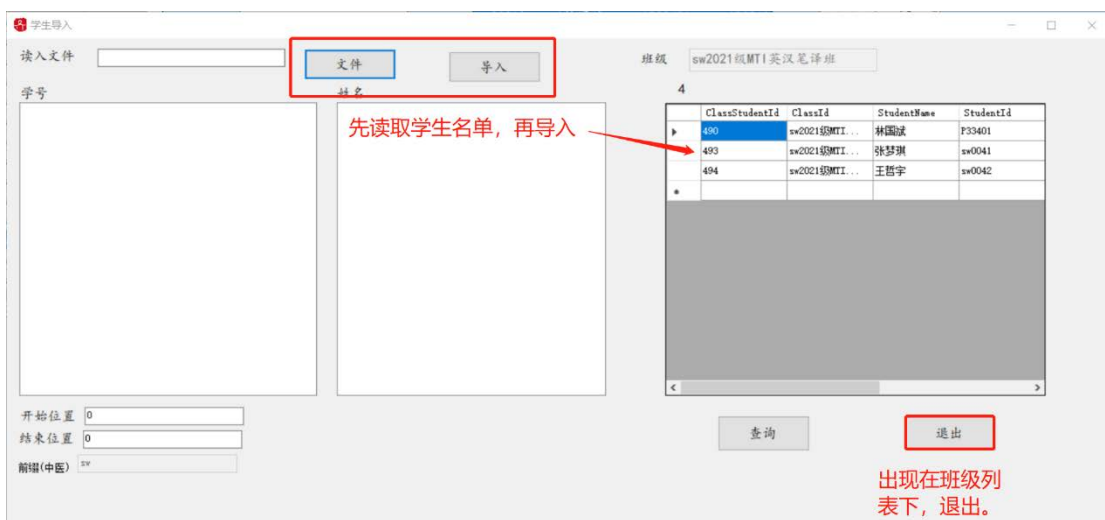 学生导入
读入文件
文件
导入
班级
sw2021级MTI英汉笔译班
学号
姓名
4
先读取学生名单，再导入
ClassStudentId ClassId StudentName StudentId
490 sw2021级MTI... 林国斌 P33401
493 sw2021级MTI... 张梦琪 sw0041
494 sw2021级MTI... 王哲宇 sw0042
开始位置 0
结束位置 0
前缀(中医) sw
查询
退出
出现在班级列
表下，退出。